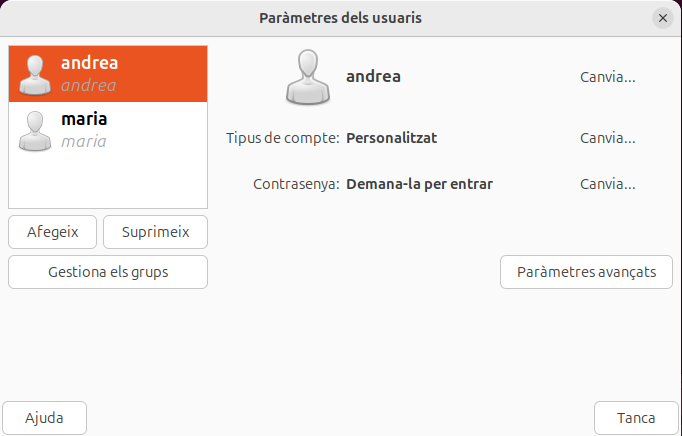 Paràmetres dels usuaris
andrea
andrea
maria
maria
Afegeix
Suprimeix
Gestiona els grups
andrea
Canvia...
Tipus de compte: Personalitzat
Canvia...
Contrasenya: Demana-la per entrar
Canvia...
Paràmetres avançats
Ajuda
Tanca